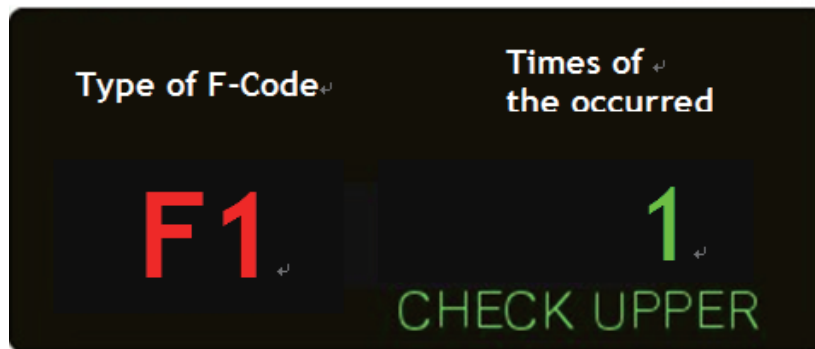 Type of F-Code
Times of
the occurred
F1
1
CHECK UPPER